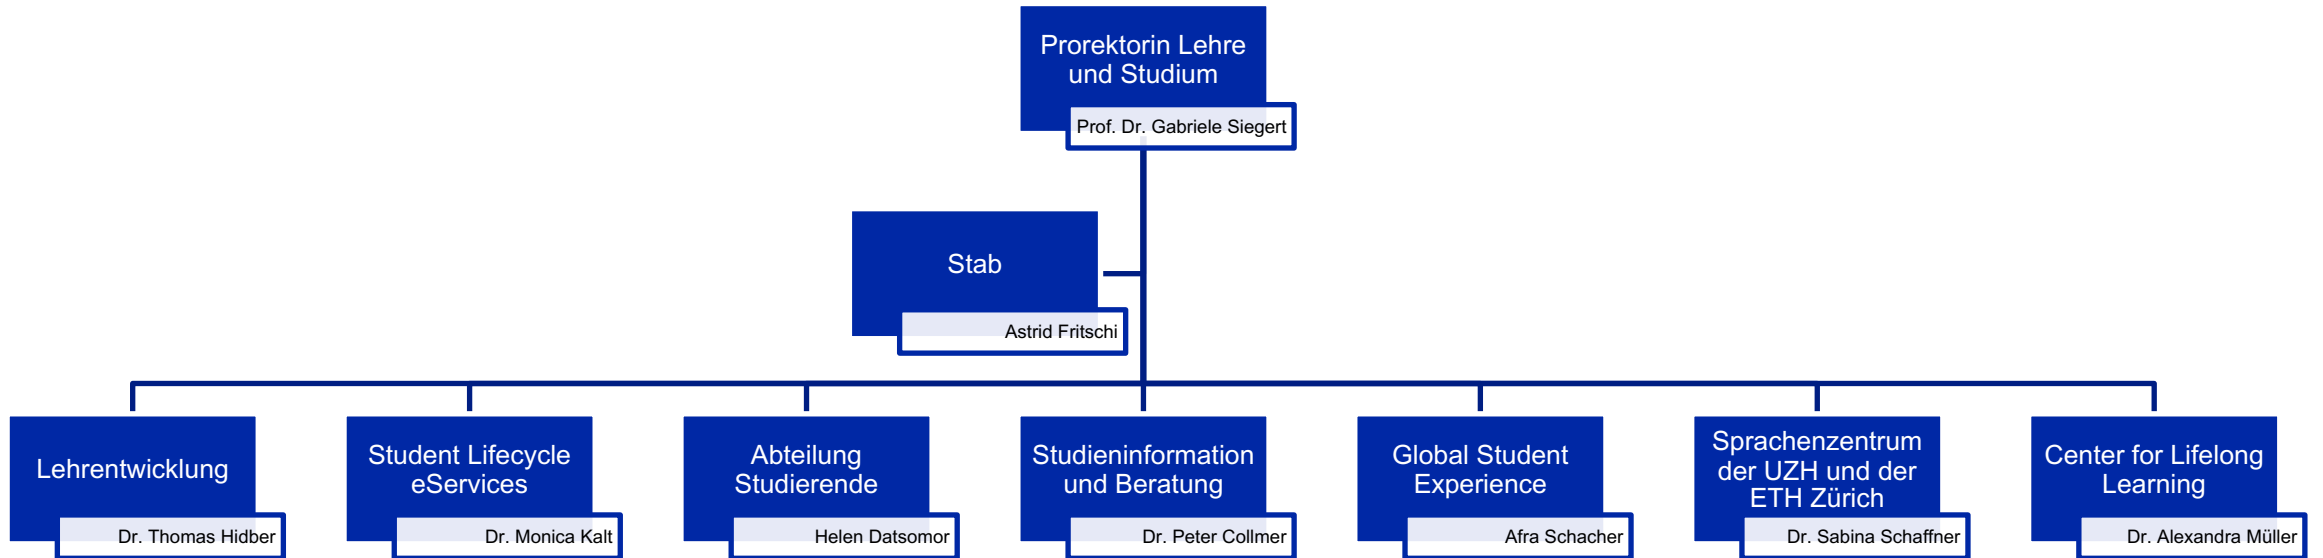 Prorektorin Lehre
und Studium
Prof. Dr. Gabriele Siegert
Stab
Astrid Fritschi
Lehrentwicklung
Dr. Thomas Hidber
Student Lifecycle
eServices
Dr. Monica Kalt
Abteilung
Studierende
Helen Datsomor
Studieninformation
und Beratung
Dr. Peter Collmer
Global Student
Experience
Afra Schacher
Sprachenzentrum
der UZH und der
ETH Zürich
Dr. Sabina Schaffner
Center for Lifelong
Learning
Dr. Alexandra Müller